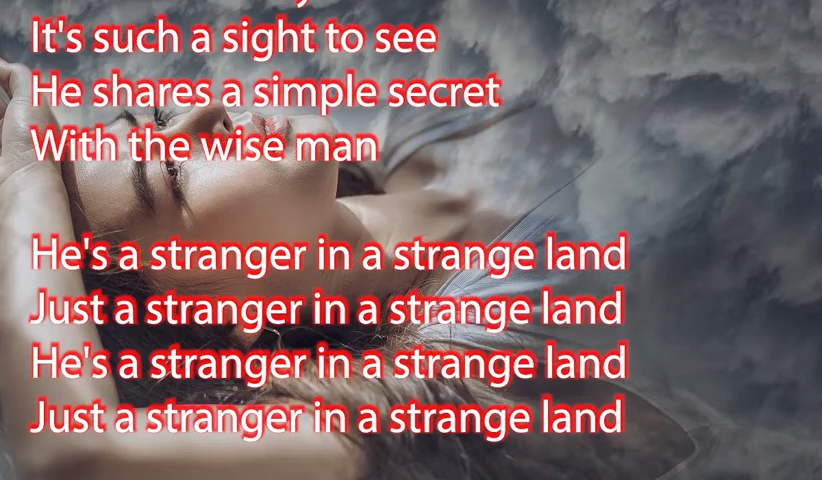 It's such a sight to see
He shares a simple secret
With the wise man
He's a stranger in a strange land
Just a stranger in a strange land
He's a stranger in a strange land
Just a stranger in a strange land